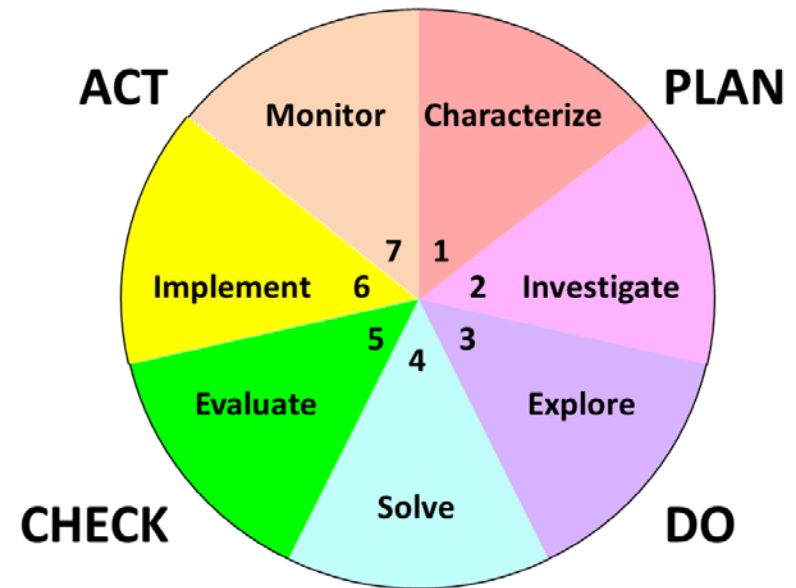 ACT
PLAN
Monitor
Characterize
7
1
Implement
6
2
Investigate
5
4
3
Evaluate
Explore
Solve
CHECK
DO